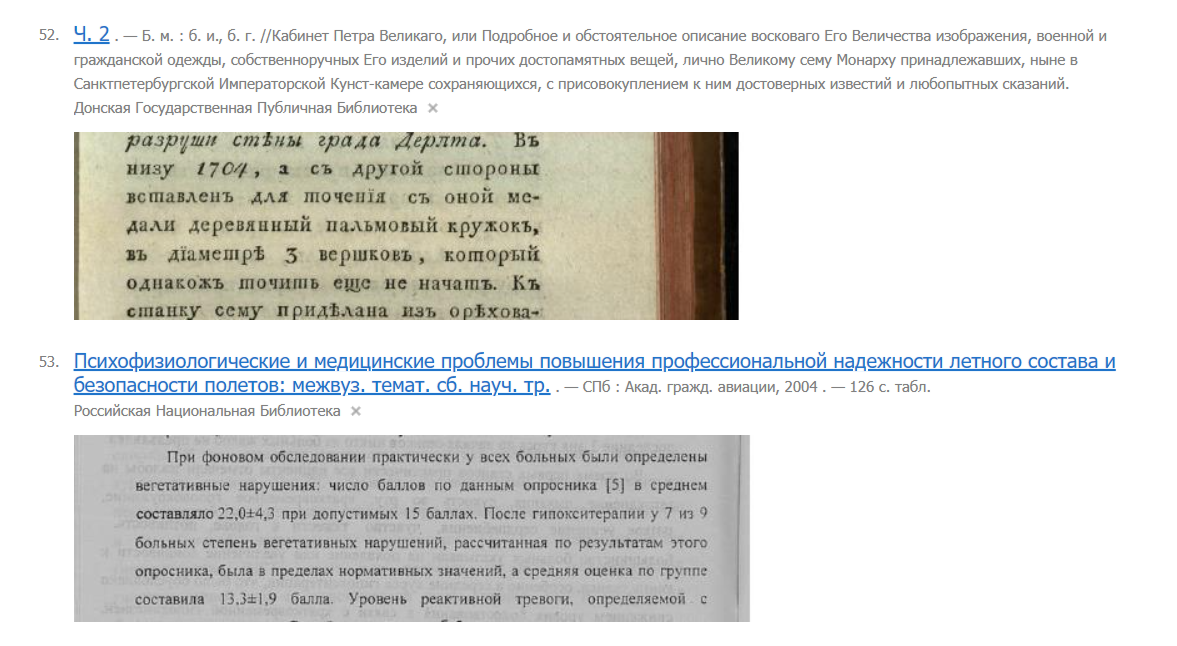 52. Ч. 2 . — Б. м. : б. и., б. г. //Кабинет Петра Великаго, или Подробное и обстоятельное описание восковаго Его Величества изображения, военной и
гражданской одежды, собственноручных Его изделий и прочих достопамятных вещей, лично Великому сему Монарху принадлежавших, ныне в
Санктпетербургской Императорской Кунст-камере сохраняющихся, с присовокуплением к ним достоверных известий и любопытных сказаний.
Донская Государственная Публичная Библиотека ×
разруши стѣны града Дерпта. Въ
низу 1704, а съ другой стороны
вставленъ для точенія съ оной ме-
дали деревянный пальмовый кружокъ,
въ діаметрѣ 3 вершковъ, который
однакожъ точить еще не начатъ. Къ
станку сему придѣлана изъ орѣхова-
53. Психофизиологические и медицинские проблемы повышения профессиональной надежности летного состава и
безопасности полетов: межвуз. темат. сб. науч. тр. . — СПб : Акад. гражд. авиации, 2004 . — 126 с. табл.
Российская Национальная Библиотека ×
При фоновом обследовании практически у всех больных были определены
вегетативные нарушения: число баллов по данным опросника [5] в среднем
составляло 22,0±4,3 при допустимых 15 баллах. После гипокситерапии у 7 из 9
больных степень вегетативных нарушений, рассчитанная по результатам этого
опросника, была в пределах нормативных значений, а средняя оценка по группе
составила 13,3±1,9 балла. Уровень реактивной тревоги, определяемой с